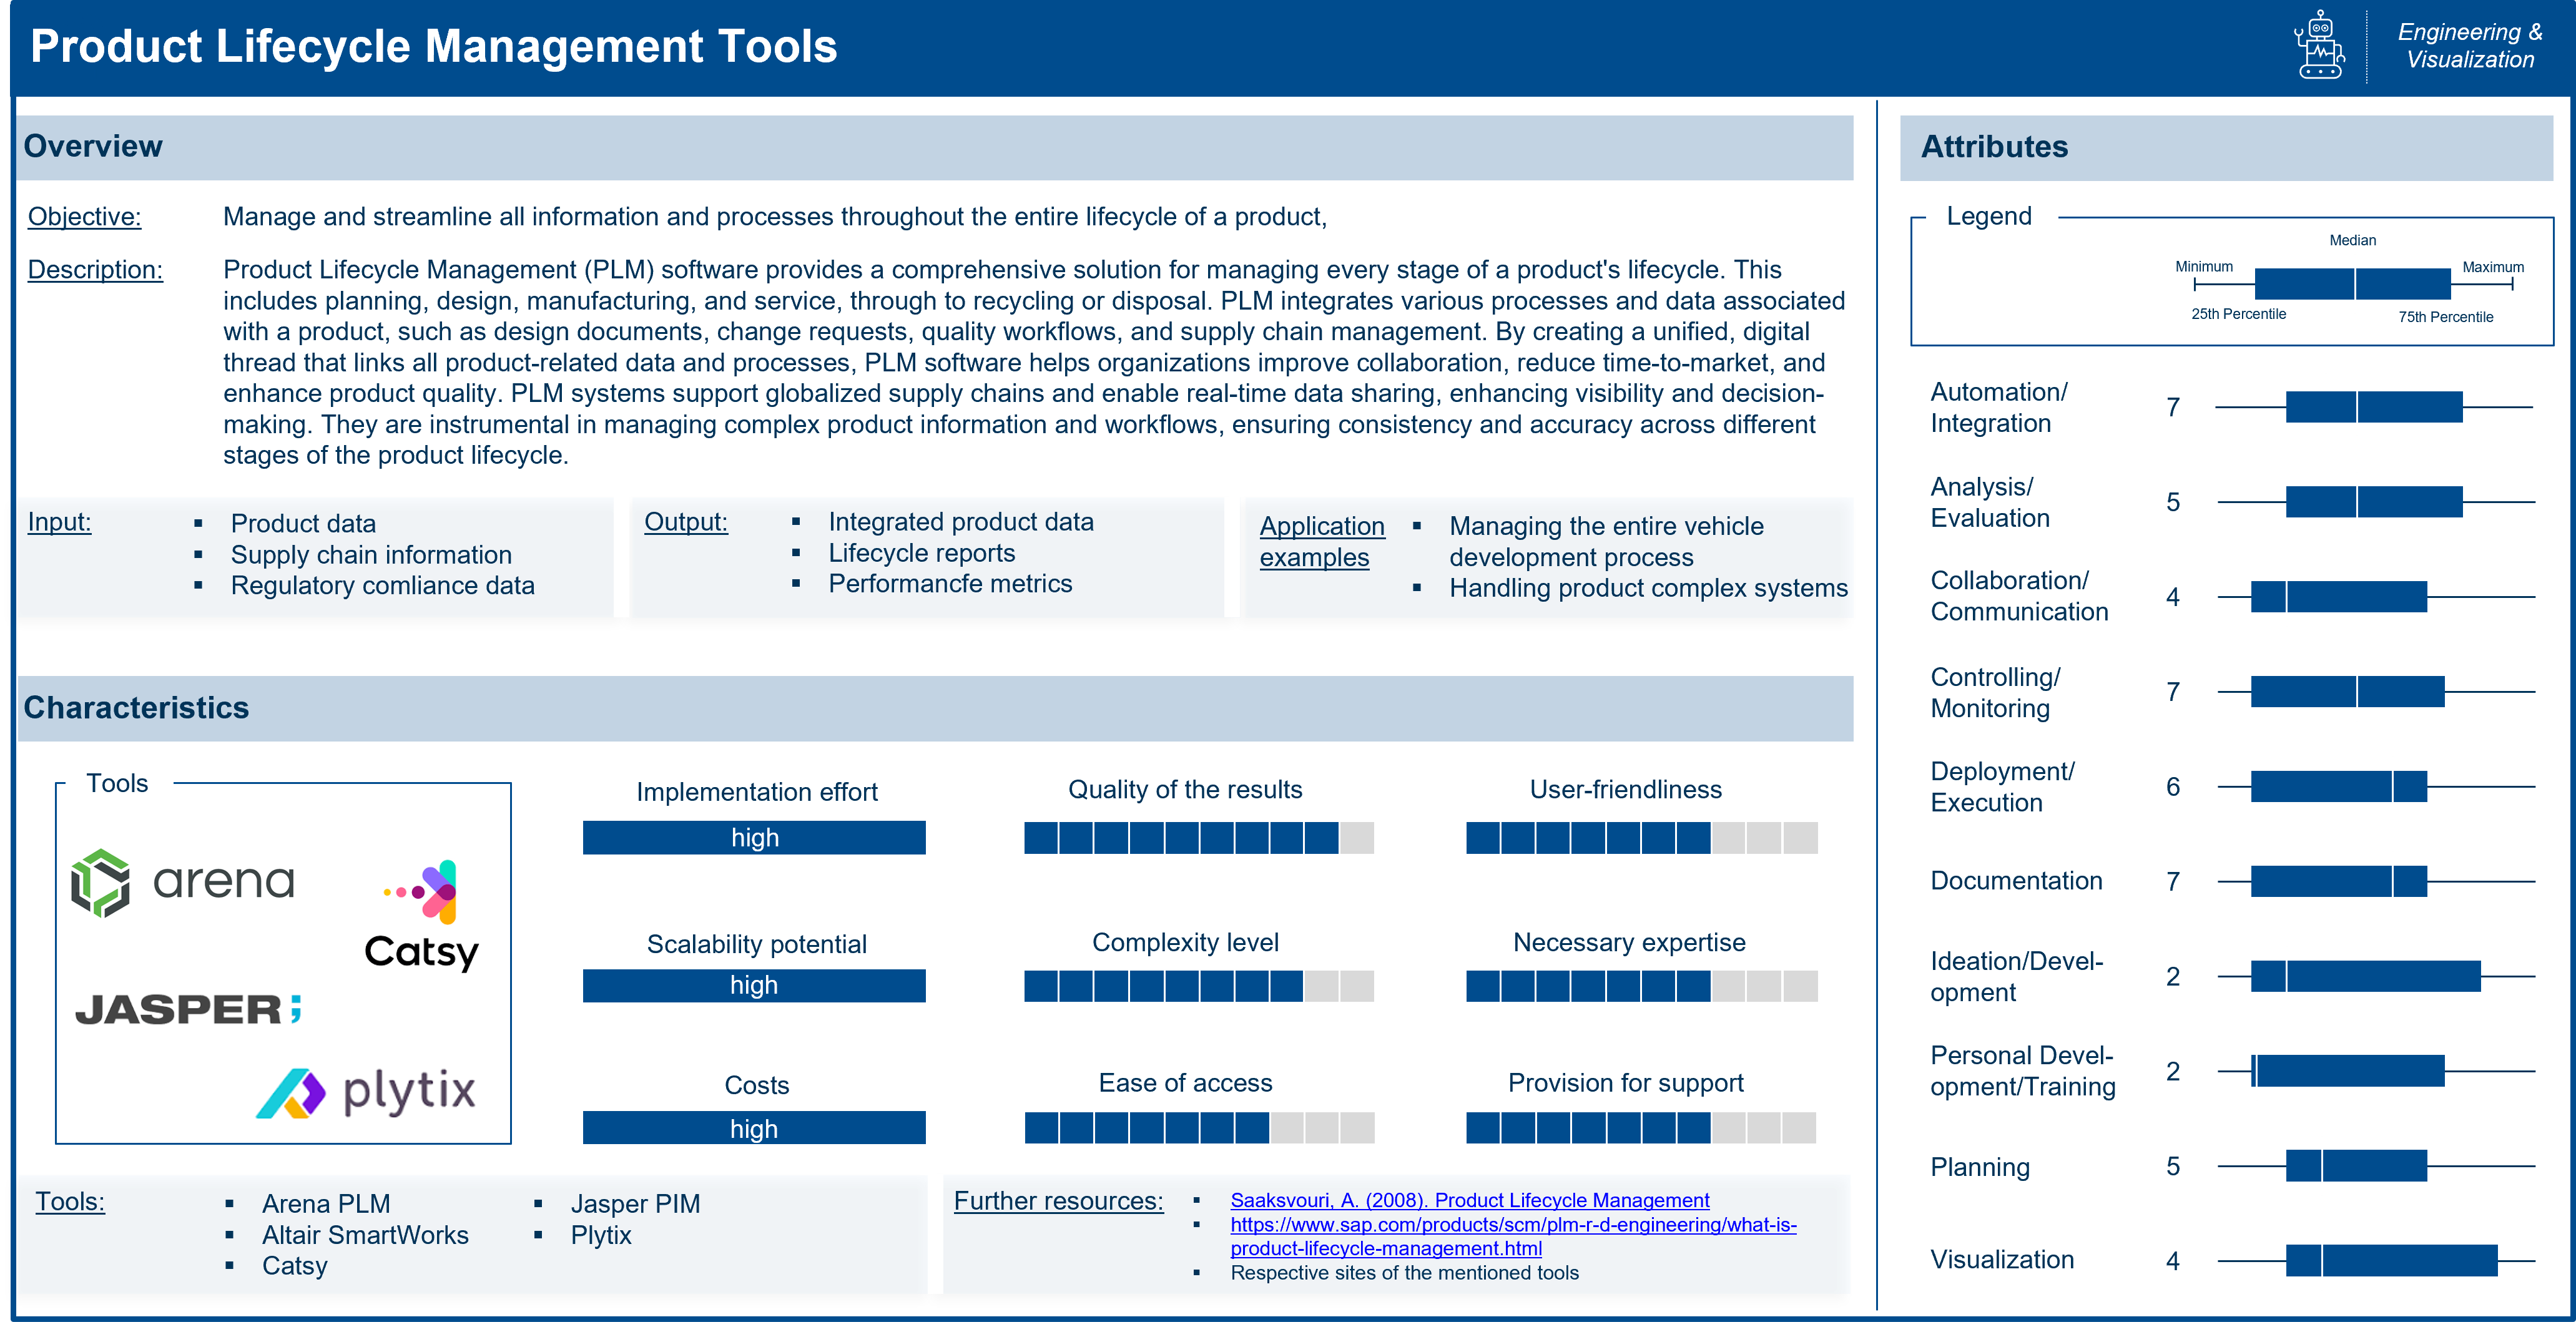 Product Lifecycle Management Tools
Engineering &
Visualization
Overview
Objective:
Manage and streamline all information and processes throughout the entire lifecycle of a product,
Description:
Product Lifecycle Management (PLM) software provides a comprehensive solution for managing every stage of a product's lifecycle. This
includes planning, design, manufacturing, and service, through to recycling or disposal. PLM integrates various processes and data associated
with a product, such as design documents, change requests, quality workflows, and supply chain management. By creating a unified, digital
thread that links all product-related data and processes, PLM software helps organizations improve collaboration, reduce time-to-market, and
enhance product quality. PLM systems support globalized supply chains and enable real-time data sharing, enhancing visibility and decision-
making. They are instrumental in managing complex product information and workflows, ensuring consistency and accuracy across different
stages of the product lifecycle.
Input:
▪ Product data
▪ Supply chain information
▪ Regulatory comliance data
Output:
▪ Integrated product data
▪ Lifecycle reports
▪ Performancfe metrics
Application
examples
▪ Managing the entire vehicle
development process
▪ Handling product complex systems
Characteristics
Tools
arena
Catsy
JASPER;
plytix
Implementation effort
high
Quality of the results
User-friendliness
Scalability potential
high
Complexity level
Necessary expertise
Costs
high
Ease of access
Provision for support
Tools:
▪ Arena PLM
▪ Altair SmartWorks
▪ Catsy
▪ Jasper PIM
▪ Plytix
Further resources:
▪ Saaksvouri, A. (2008). Product Lifecycle Management
▪ https://www.sap.com/products/scm/plm-r-d-engineering/what-is-
product-lifecycle-management.html
▪ Respective sites of the mentioned tools
Attributes
Legend
Median
Minimum
Maximum
25th Percentile
75th Percentile
Automation/
Integration
7
Analysis/
Evaluation
5
Collaboration/
Communication
4
Controlling/
Monitoring
7
Deployment/
Execution
6
Documentation
7
Ideation/Devel-
opment
2
Personal Devel-
opment/Training
2
Planning
5
Visualization
4